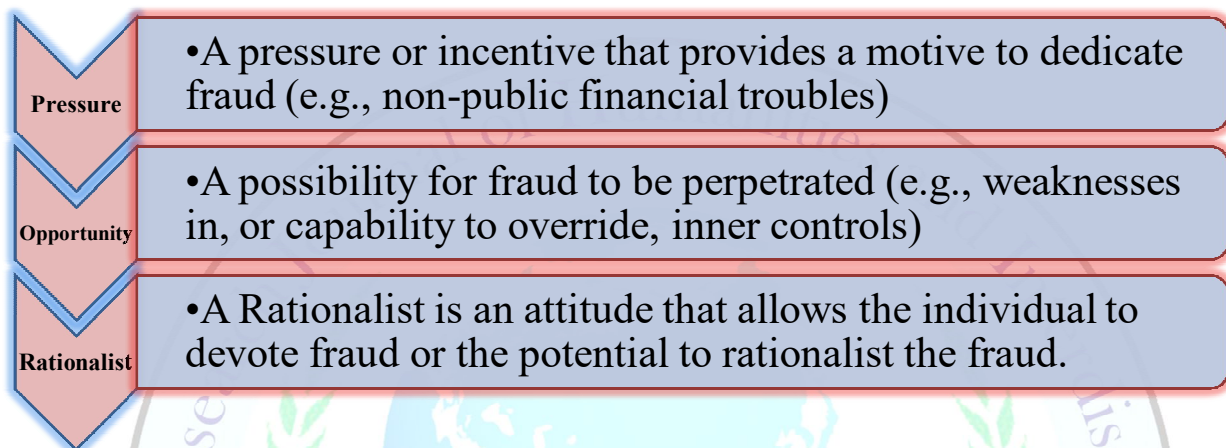 Pressure
•A pressure or incentive that provides a motive to dedicate
fraud (e.g., non-public financial troubles)
Opportunity
•A possibility for fraud to be perpetrated (e.g., weaknesses
in, or capability to override, inner controls)
Rationalist
•A Rationalist is an attitude that allows the individual to
devote fraud or the potential to rationalist the fraud.